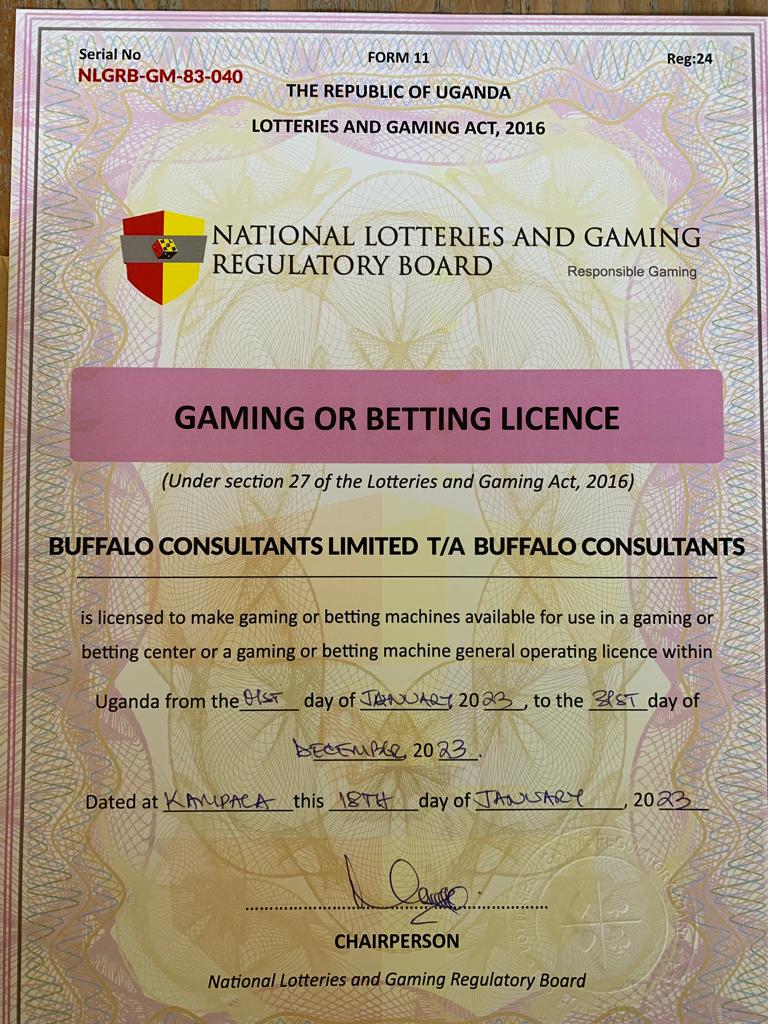 Serial No
NLGRB-GM-83-040
FORM 11
Reg:24
THE REPUBLIC OF UGANDA
LOTTERIES AND GAMING ACT, 2016
NATIONAL LOTTERIES AND GAMING
REGULATORY BOARD
Responsible Gaming
GAMING OR BETTING LICENCE
(Under section 27 of the Lotteries and Gaming Act, 2016)
BUFFALO CONSULTANTS LIMITED T/A BUFFALO CONSULTANTS
is licensed to make gaming or betting machines available for use in a gaming or
betting center or a gaming or betting machine general operating licence within
Uganda from the 01ST day of JANUARY 2023, to the 31ST day of
DECEMBER, 2023.
Dated at KAMPALA this 18TH day of JANUARY, 2023
CHAIRPERSON
National Lotteries and Gaming Regulatory Board